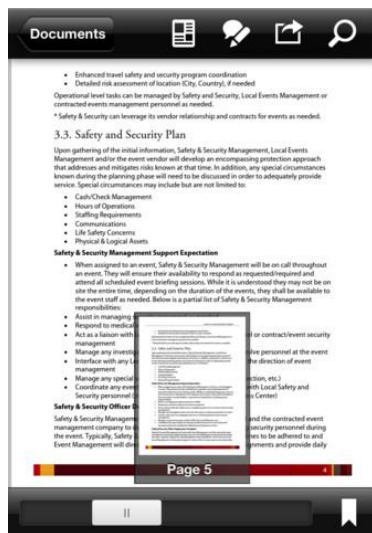 Documents
• Enhanced travel safety and security program coordination
• Detailed risk assessment of location (City, Country), if needed
Operational level tasks can be managed by Safety and Security, Local Events Management or
contracted events management personnel as needed.
* Safety & Security can leverage its vendor relationship and contracts for events as needed.
3.3. Safety and Security Plan
Upon gathering of the initial information, Safety & Security Management, Local Events
Management and/or the event vendor will develop an encompassing protection approach
that addresses and mitigates risks known at that time. In addition, any special circumstances
known during the planning phase will need to be discussed in order to adequately provide
service. Special circumstances may include but are not limited to:
• Cash/Check Management
• Hours of Operations
• Staffing Requirements
• Communications
• Life Safety Concerns
• Physical & Logical Assets
Safety & Security Management Support Expectation
• When assigned to an event, Safety & Security Management will be on call throughout
an event. They will ensure their availability to respond as requested/required and
attend all scheduled event briefing sessions. While it is understood they may not be on
site the entire time, depending on the duration of the events, they shall be available to
the event staff as needed. Below is a partial list of Safety & Security Management
responsibilities:
• Assist in managing
• Respond to medical or contract/event security
management
• Manage any personnel at the event
• Interface with any the direction of event
management
• Manage any special etc.)
• Coordinate any with Local Safety and
Security personnel Center)
Safety & Security Officer
Safety & Security and the contracted event
management company to security personnel during
the event. Typically, Safety to be adhered to and
Event Management will and provide daily
Page 5
4